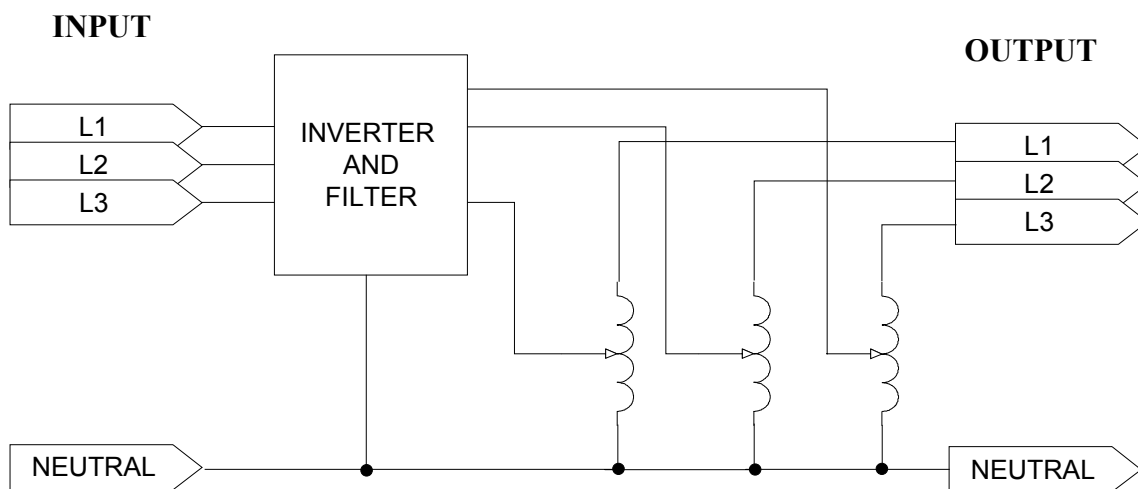 INPUT
OUTPUT
L1
L2
L3
INVERTER
AND
FILTER
L1
L2
L3
NEUTRAL
NEUTRAL